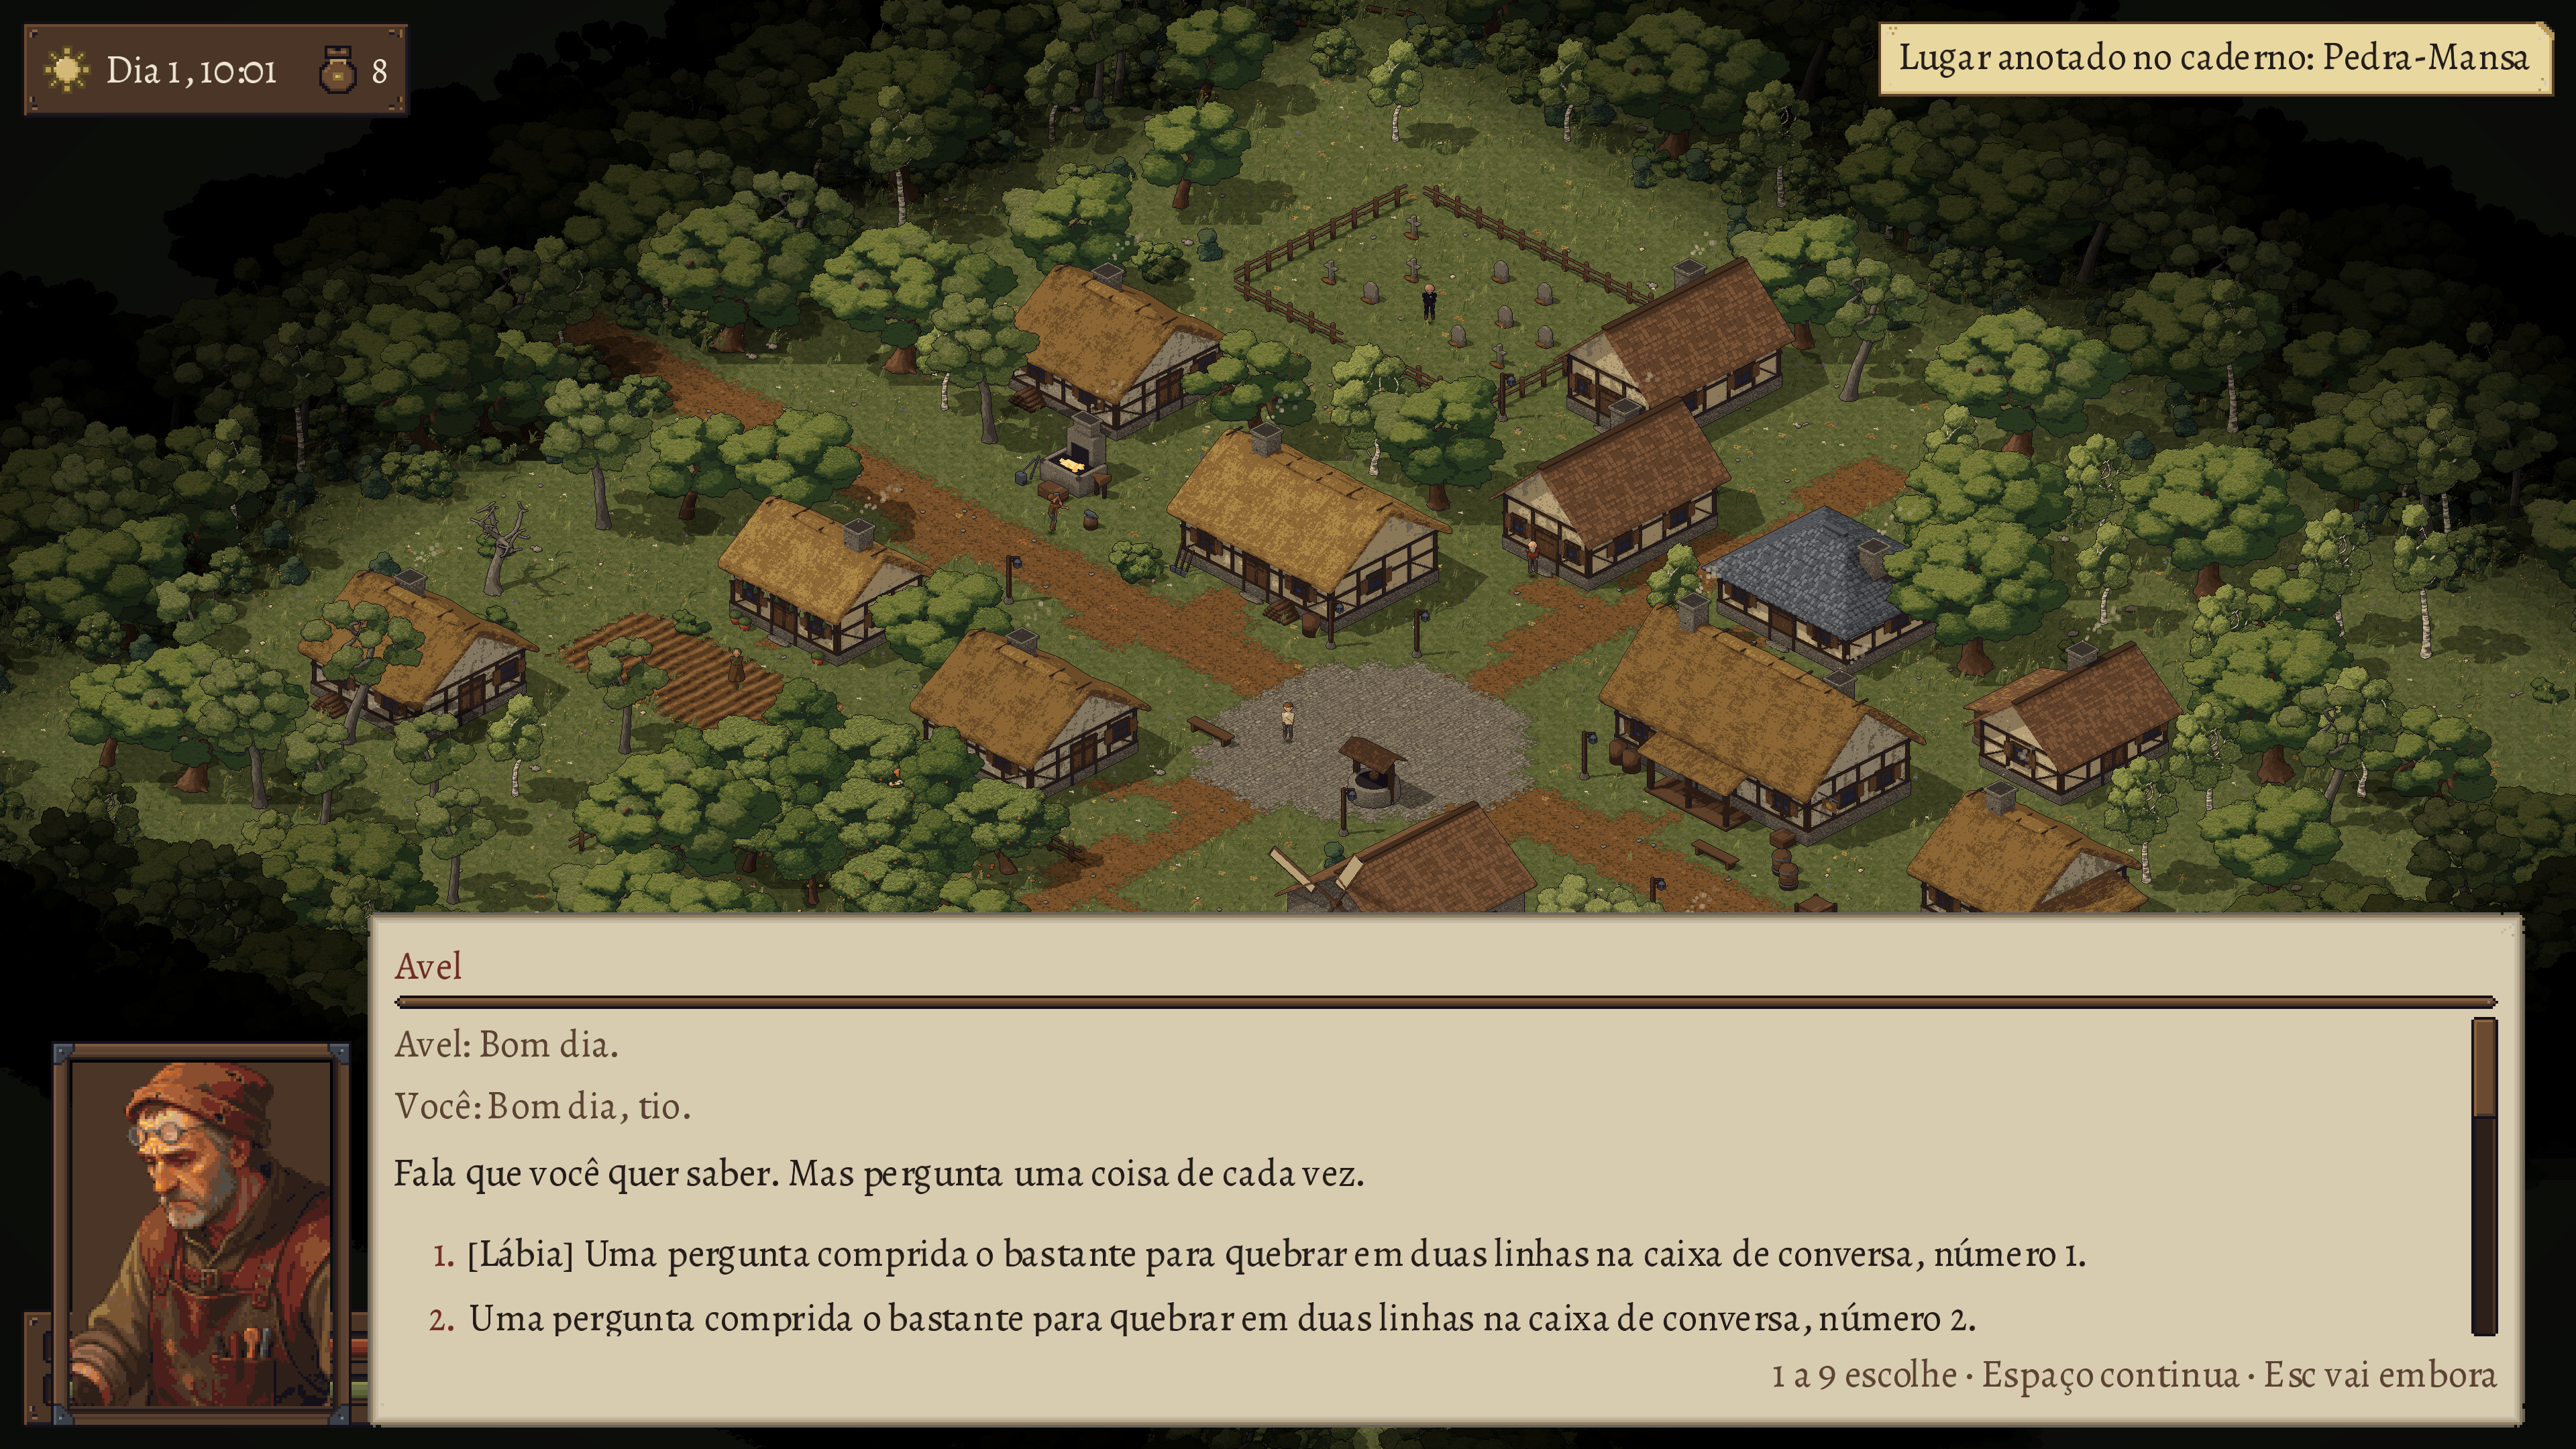 Dia 1, 10:01
8
Lugar anotado no caderno: Pedra-Mansa
Avel
Avel: Bom dia.
Você: Bom dia, tio.
Fala que você quer saber. Mas pergunta uma coisa de cada vez.
1. [Lábia] Uma pergunta comprida o bastante para quebrar em duas linhas na caixa de conversa, número 1.
2. Uma pergunta comprida o bastante para quebrar em duas linhas na caixa de conversa, número 2.
1 a 9 escolhe · Espaço continua · Esc vai embora